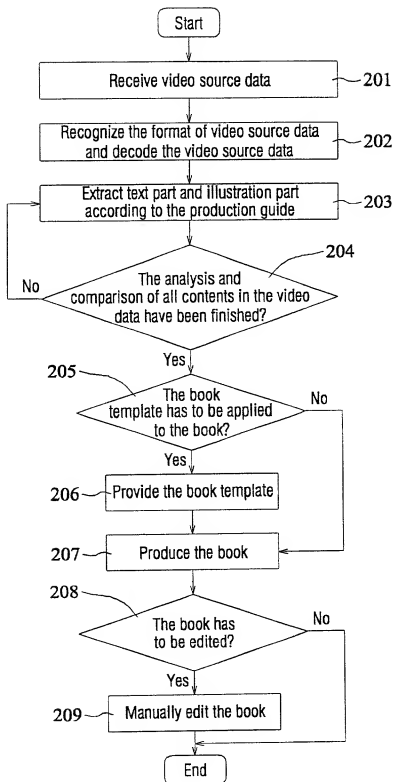 Start
Receive video source data
201
Recognize the format of video source data
and decode the video source data
202
Extract text part and illustration part
according to the production guide
203
204
The analysis and
comparison of all contents in the video
data have been finished?
No
Yes
205
The book
template has to be applied
to the book?
No
Yes
206
Provide the book template
207
Produce the book
208
The book has
to be edited?
No
Yes
209
Manually edit the book
End